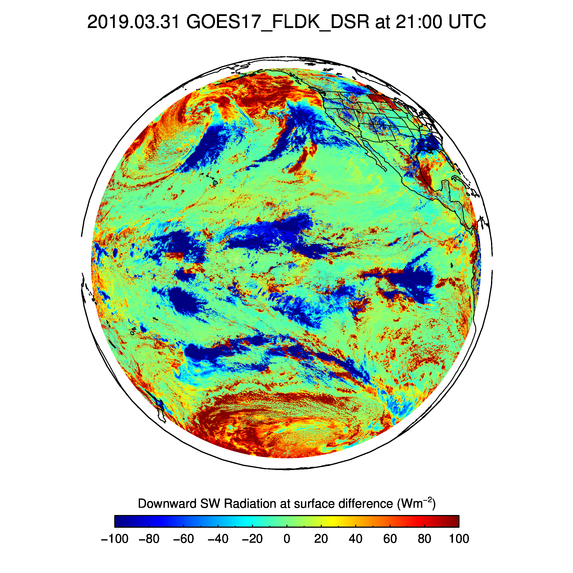 2019.03.31 GOES17_FLDK_DSR at 21:00 UTC
Downward SW Radiation at surface difference (Wm⁻²)
−100 −80 −60 −40 −20 0 20 40 60 80 100